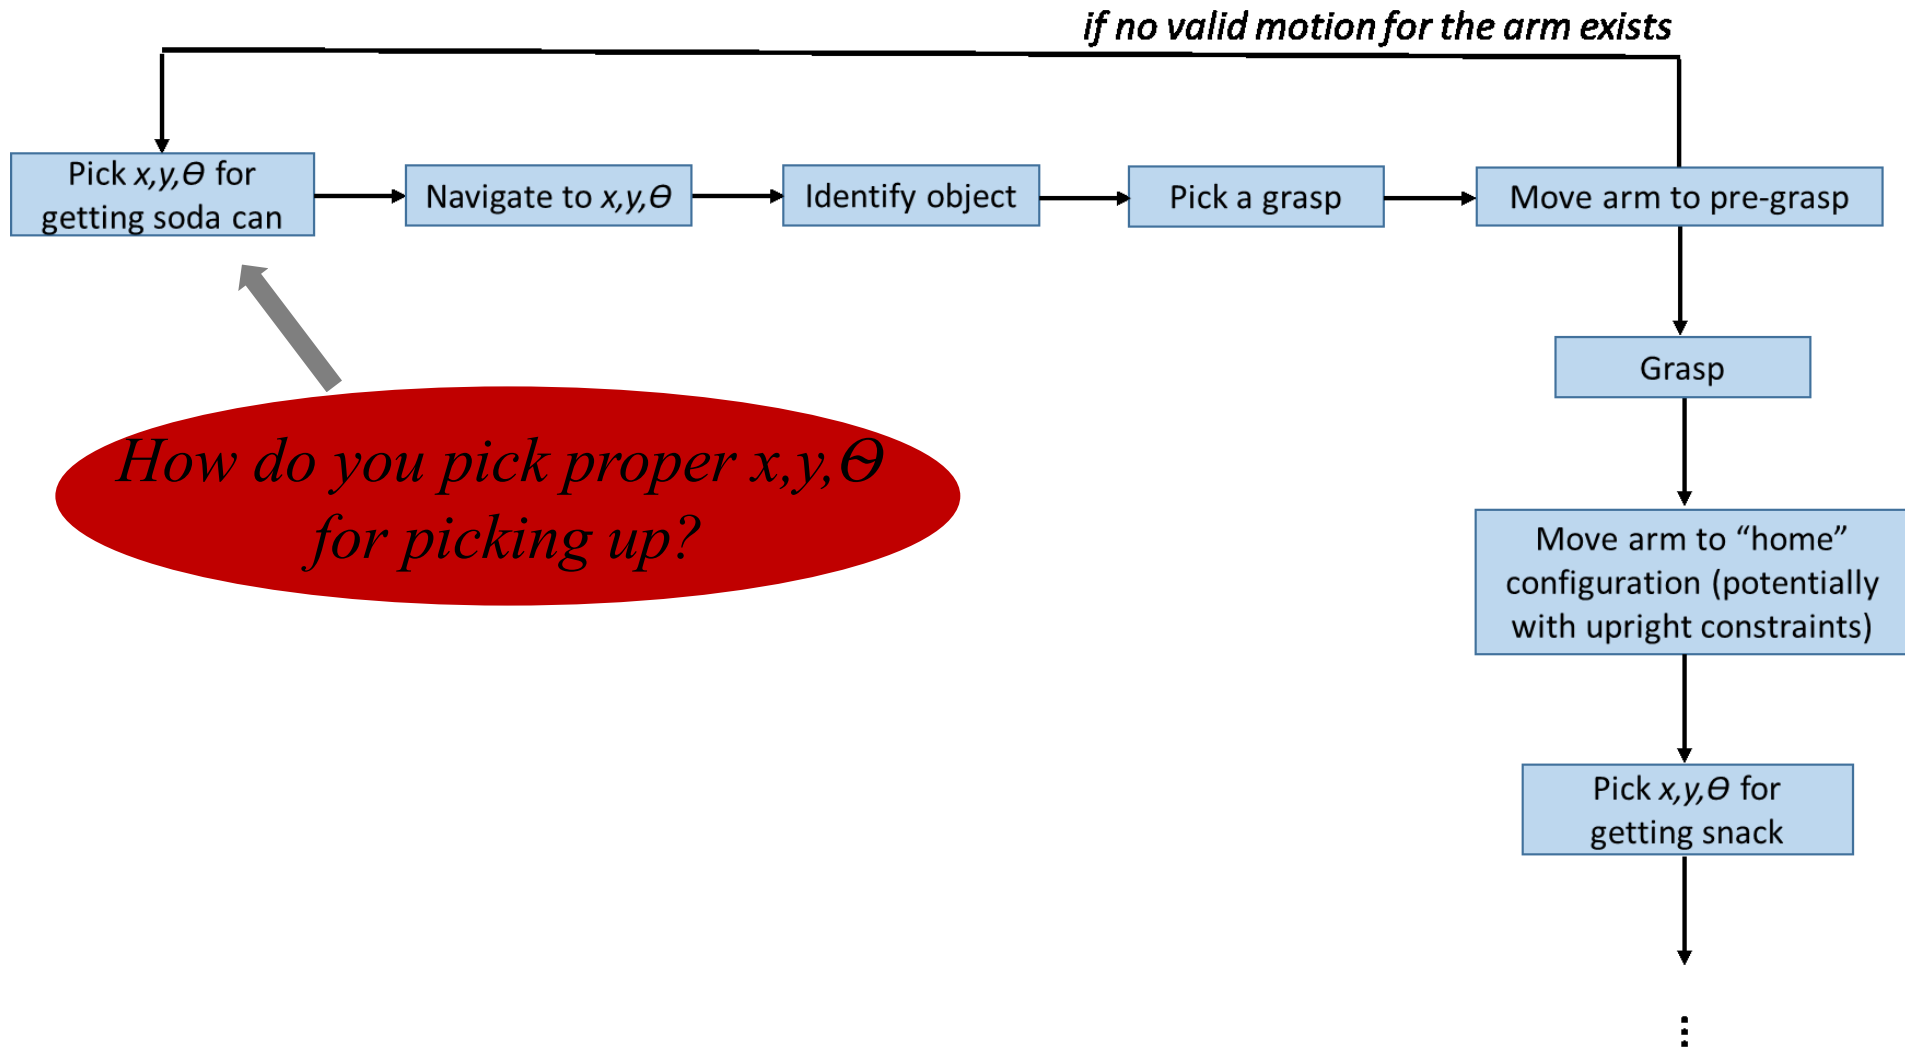 if no valid motion for the arm exists
Pick x,y,Θ for
getting soda can
Navigate to x,y,Θ
Identify object
Pick a grasp
Move arm to pre-grasp
Grasp
How do you pick proper x,y,Θ
for picking up?
Move arm to “home”
configuration (potentially
with upright constraints)
Pick x,y,Θ for
getting snack
⋮